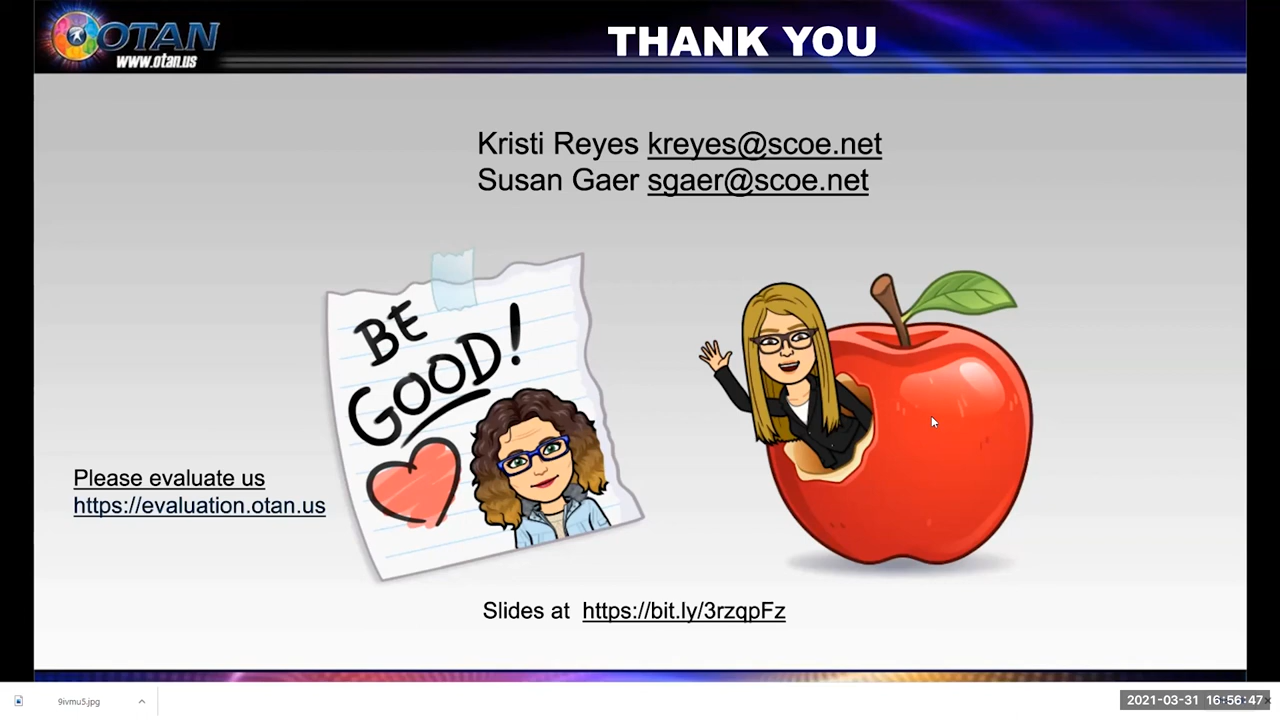 OTAN
www.otan.us
THANK YOU
Kristi Reyes kreyes@scoe.net
Susan Gaer sgaer@scoe.net
BE
GOOD!
Please evaluate us
https://evaluation.otan.us
Slides at https://bit.ly/3rzqpFz
9ivmu5.jpg
2021-03-31 16:56:47